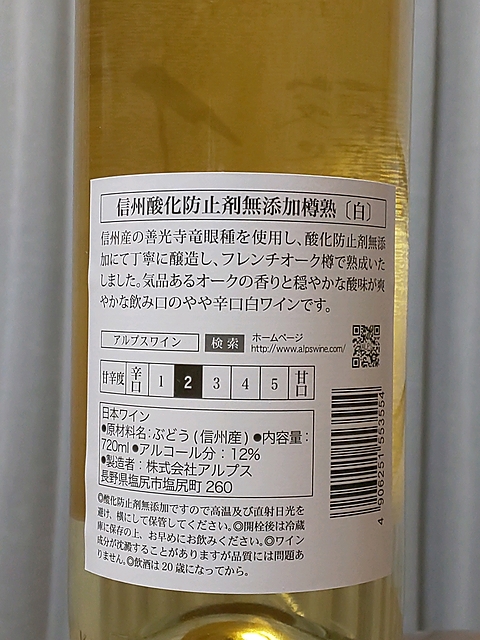 信州酸化防止剤無添加樽熟〔白〕
信州産の善光寺竜眼種を使用し、酸化防止剤無添
加にて丁寧に醸造し、フレンチオーク樽で熟成いた
しました。気品あるオークの香りと穏やかな酸味が爽
やかな飲み口のやや辛口白ワインです。
アルプスワイン 検索 ホームページ
http://www.alpswine.com/
甘辛度 辛口 1 2 3 4 5 甘口
日本ワイン
●原材料名:ぶどう(信州産)●内容量:
720ml●アルコール分:12%
●製造者:株式会社アルプス
長野県塩尻市塩尻町260
◎酸化防止剤無添加ですので高温及び直射日光を
避け、横にして保管してください。◎開栓後は冷蔵
庫に保存の上、お早めにお飲みください。◎ワイン
成分が沈澱することがありますが品質には問題あ
りません。◎飲酒は20歳になってから。
4 906251 553554